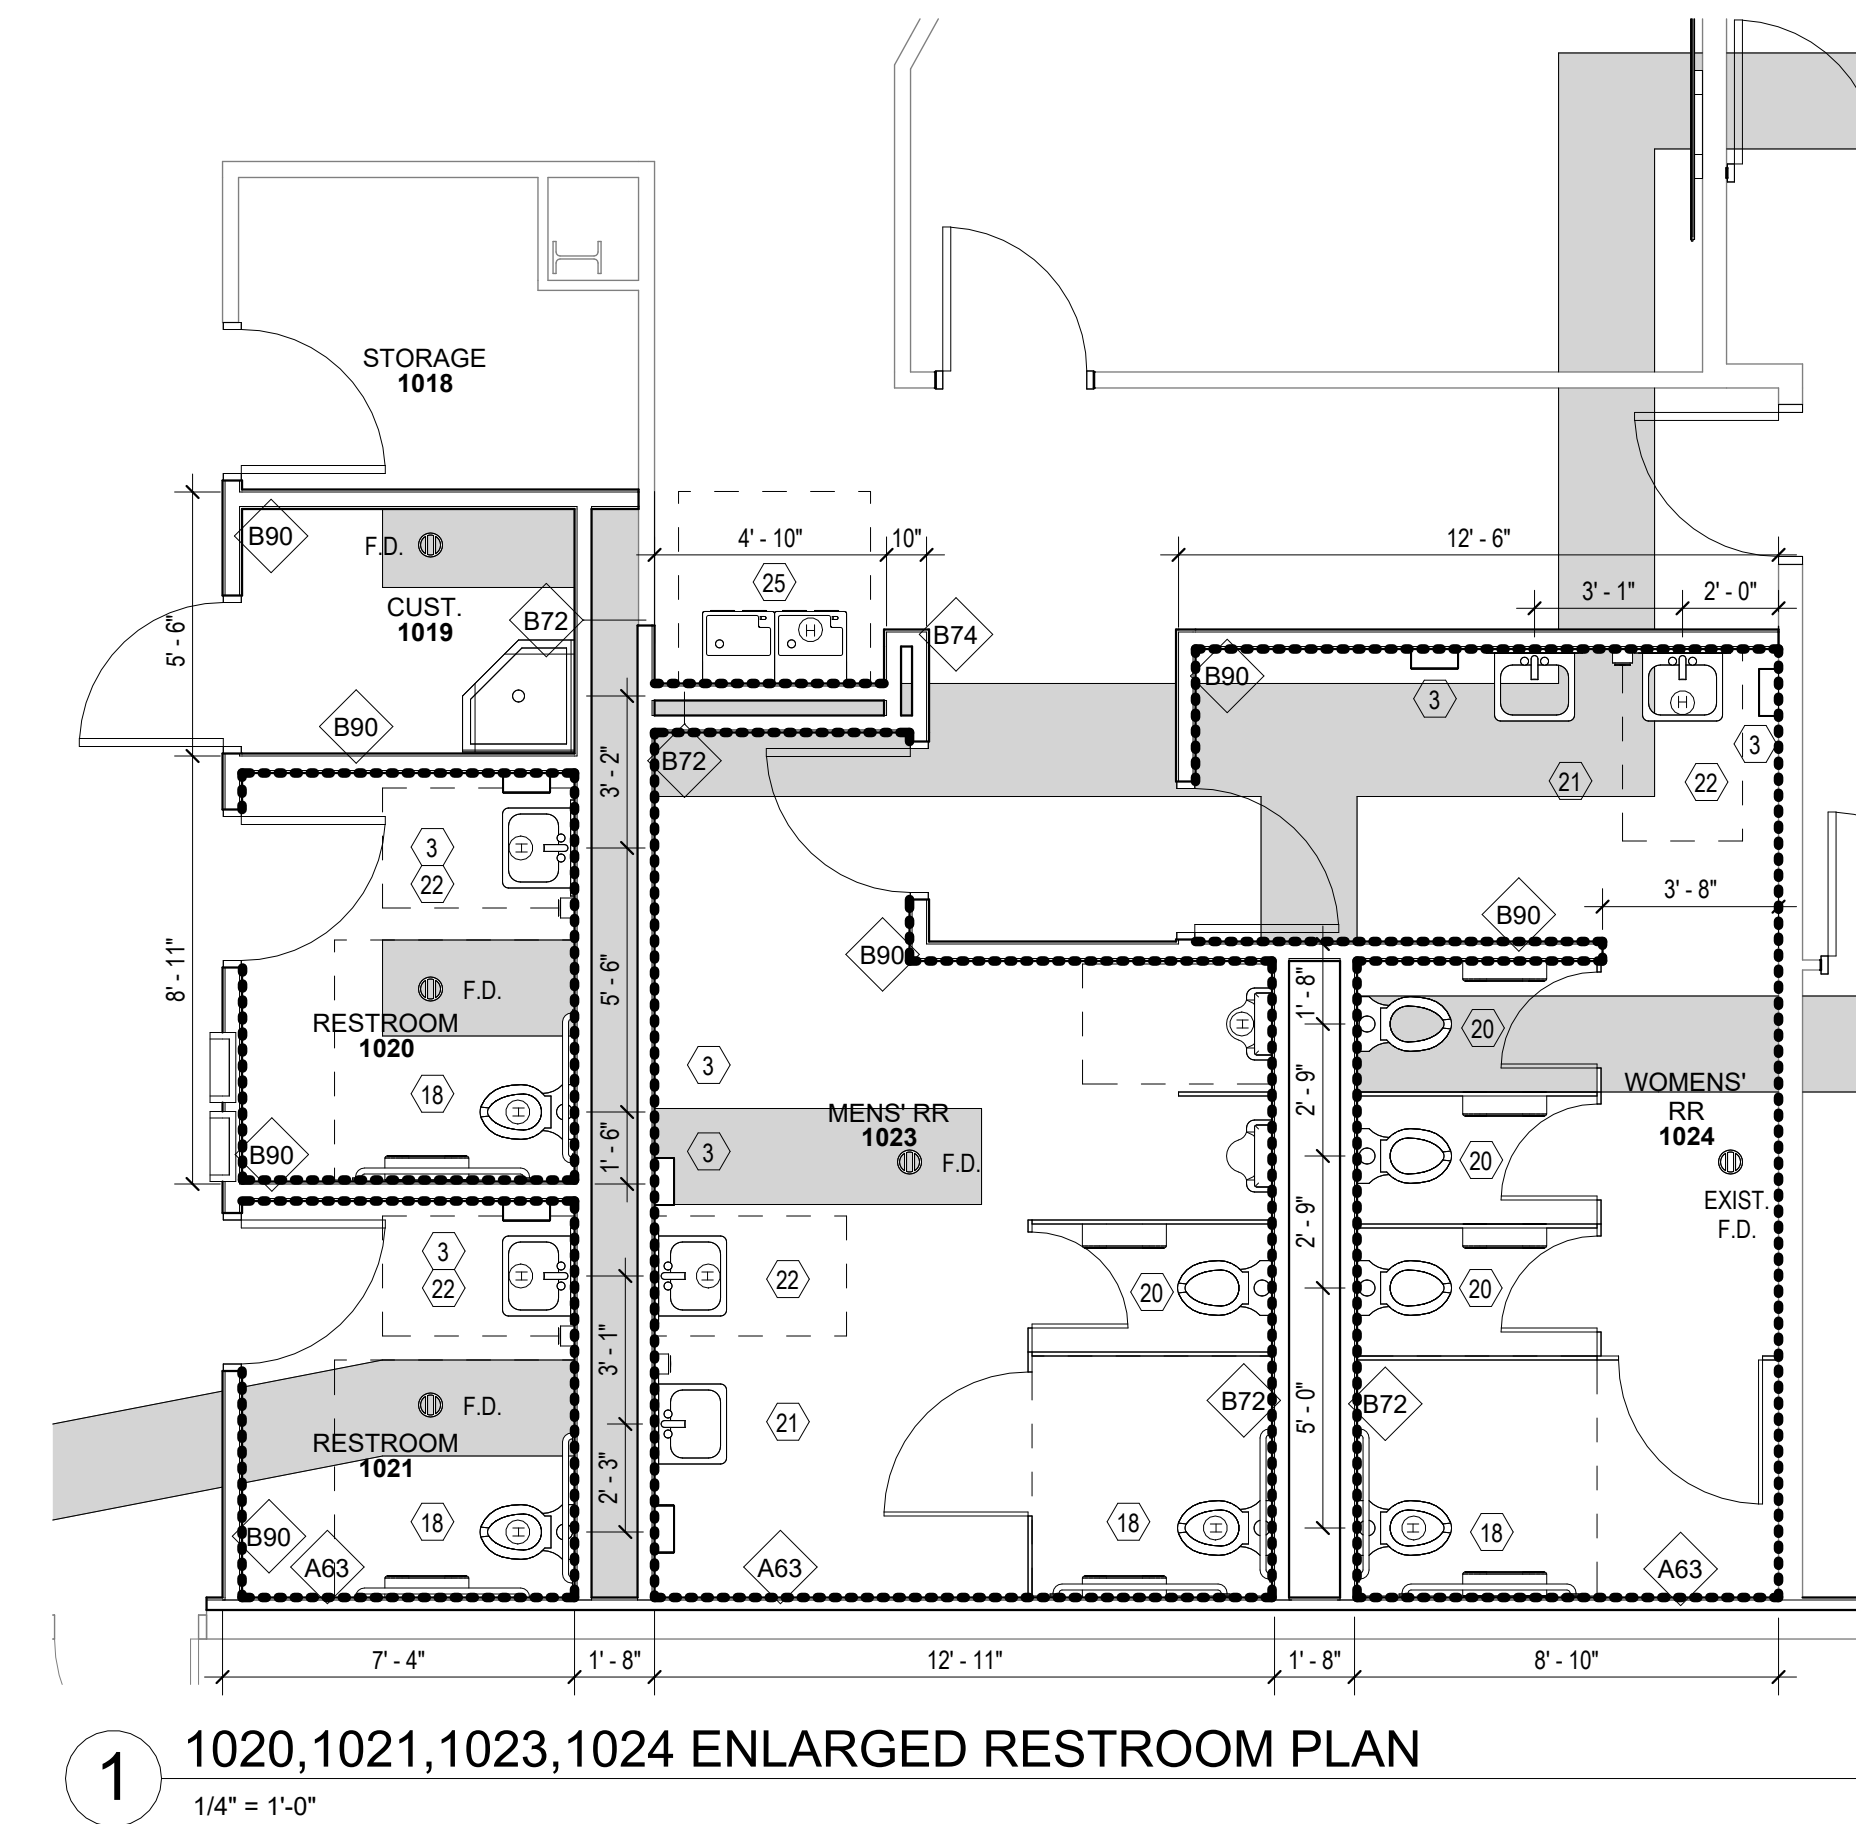 STORAGE
1018
B90
F.D.
4' - 10"
10"
12' - 6"
25
3' - 1"
2' - 0"
CUST.
1019
B72
B74
5' - 6"
H
B90
3
H
3
B90
B72
3' - 2"
21
22
3
22
H
3' - 8"
B90
B90
8' - 11"
F.D.
5' - 6"
1' - 8"
RESTROOM
1020
H
20
3
18
H
2' - 9"
WOMENS'
RR
1024
MENS' RR
1023
B90
1' - 6"
3
F.D.
20
EXIST.
F.D.
2' - 9"
3
22
H
H
22
20
20
3' - 1"
F.D.
RESTROOM
1021
21
B72
5' - 0"
B72
2' - 3"
18
H
18
H
H
18
B90
A63
A63
A63
7' - 4"
1' - 8"
12' - 11"
1' - 8"
8' - 10"
1
1020,1021,1023,1024 ENLARGED RESTROOM PLAN
1/4" = 1'-0"